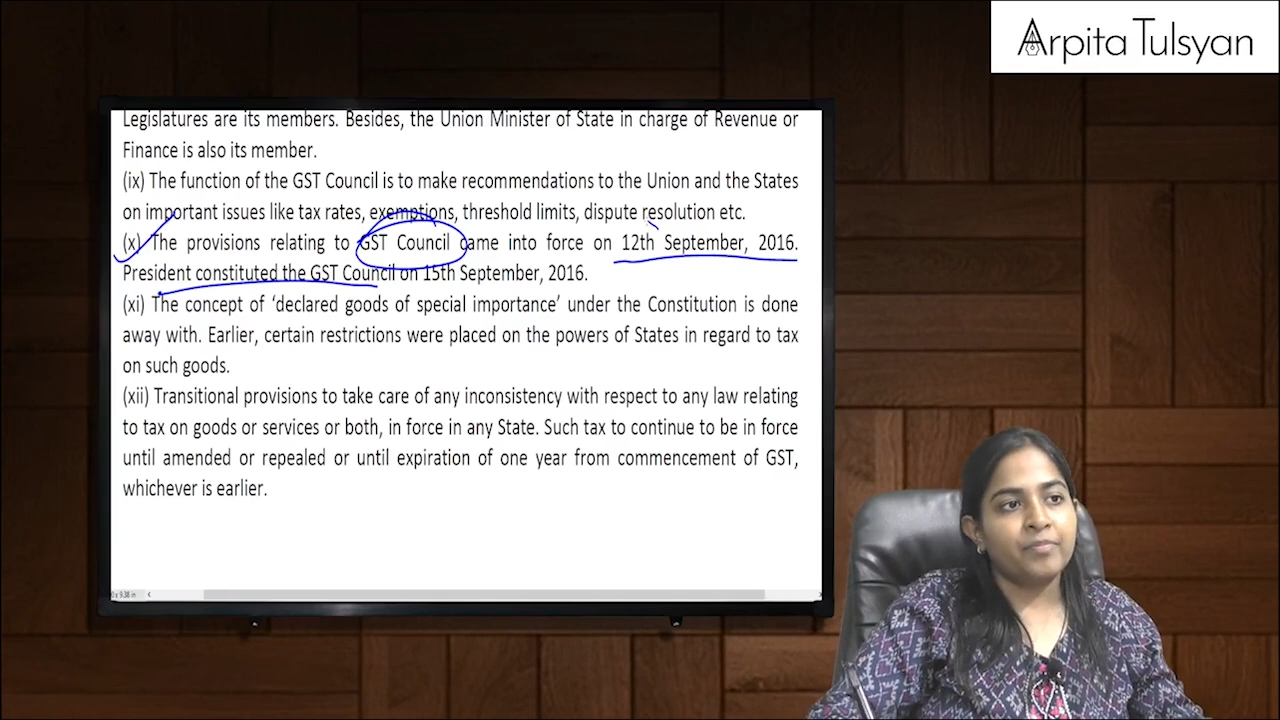 Arpita Tulsyan
Legislatures are its members. Besides, the Union Minister of State in charge of Revenue or
Finance is also its member.
(ix) The function of the GST Council is to make recommendations to the Union and the States
on important issues like tax rates, exemptions, threshold limits, dispute resolution etc.
(x) The provisions relating to GST Council came into force on 12th September, 2016.
President constituted the GST Council on 15th September, 2016.
(xi) The concept of ‘declared goods of special importance’ under the Constitution is done
away with. Earlier, certain restrictions were placed on the powers of States in regard to tax
on such goods.
(xii) Transitional provisions to take care of any inconsistency with respect to any law relating
to tax on goods or services or both, in force in any State. Such tax to continue to be in force
until amended or repealed or until expiration of one year from commencement of GST,
whichever is earlier.